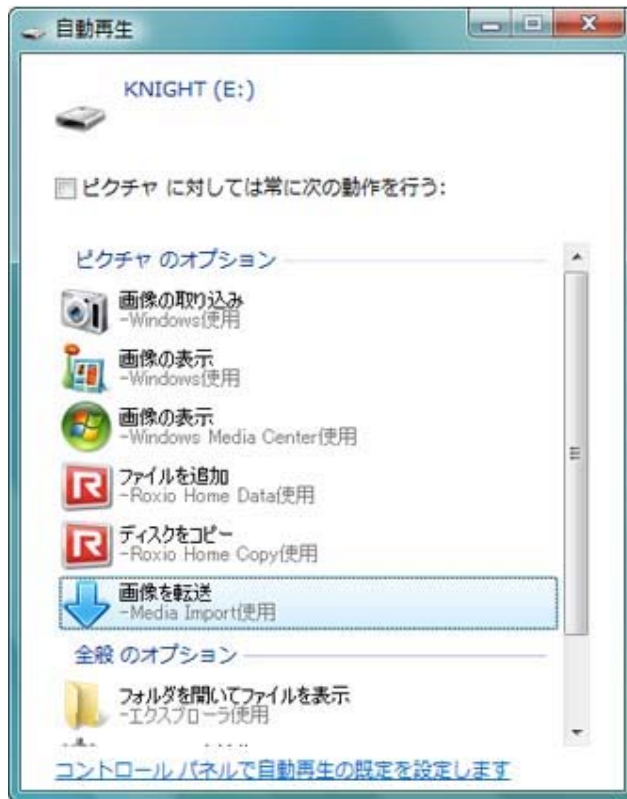 自動再生
KNIGHT (E:)
ピクチャ に対しては常に次の動作を行う:
ピクチャ のオプション
画像の取り込み
-Windows使用
画像の表示
-Windows使用
画像の表示
-Windows Media Center使用
ファイルを追加
-Roxio Home Data使用
ディスクをコピー
-Roxio Home Copy使用
画像を転送
-Media Import使用
全般 のオプション
フォルダを開いてファイルを表示
-エクスプローラ使用
コントロール パネルで自動再生の既定を設定します